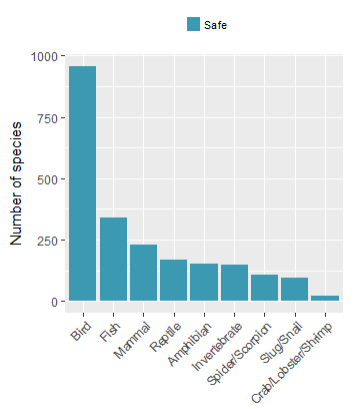 Safe
1000
750
500
250
0
Number of species
Bird
Fish
Mammal
Reptile
Amphibian
Invertebrate
Spider/Scorpion
Slug/Snail
Crab/Lobster/Shrimp